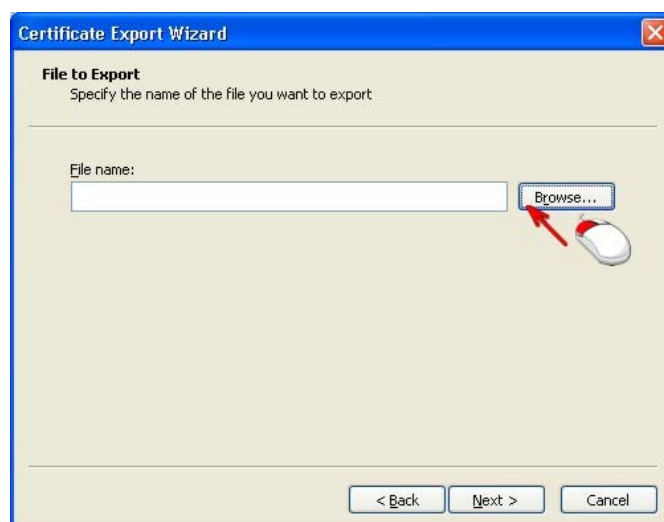 Certificate Export Wizard
File to Export
Specify the name of the file you want to export
File name:
Browse...
< Back
Next >
Cancel